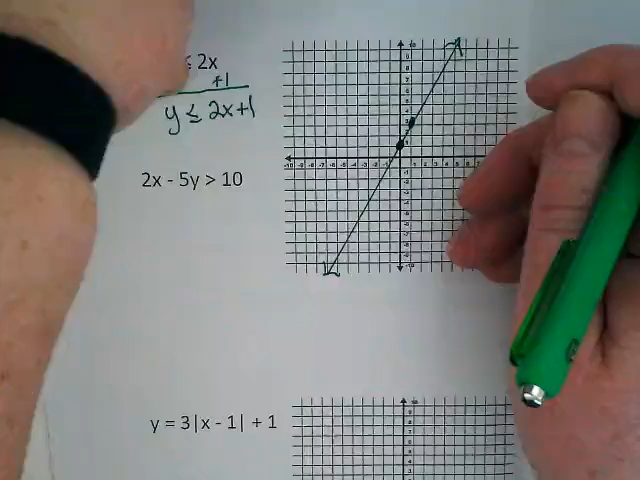 ≤ 2x
+1
y ≤ 2x+1
2x - 5y > 10
y = 3|x - 1| + 1